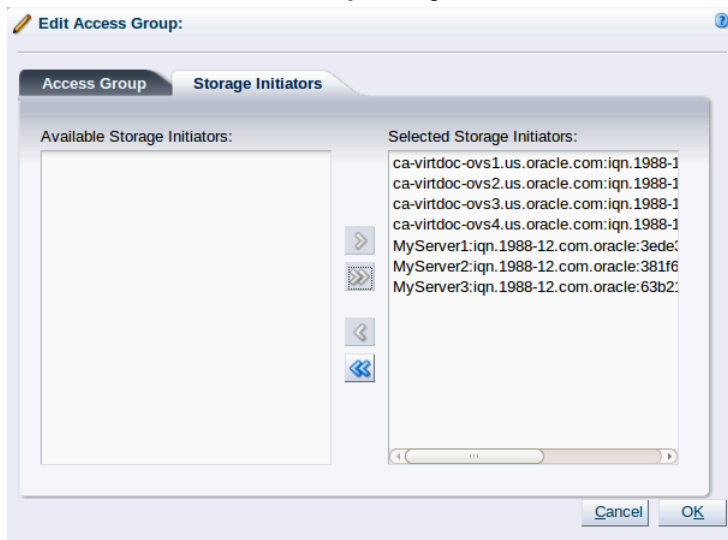 Edit Access Group:
Access Group Storage Initiators
Available Storage Initiators: Selected Storage Initiators:
ca-virtdoc-ovs1.us.oracle.com:iqn.1988-1
ca-virtdoc-ovs2.us.oracle.com:iqn.1988-1
ca-virtdoc-ovs3.us.oracle.com:iqn.1988-1
ca-virtdoc-ovs4.us.oracle.com:iqn.1988-1
MyServer1:iqn.1988-12.com.oracle:3ede3
MyServer2:iqn.1988-12.com.oracle:381f6
MyServer3:iqn.1988-12.com.oracle:63b21
Cancel OK